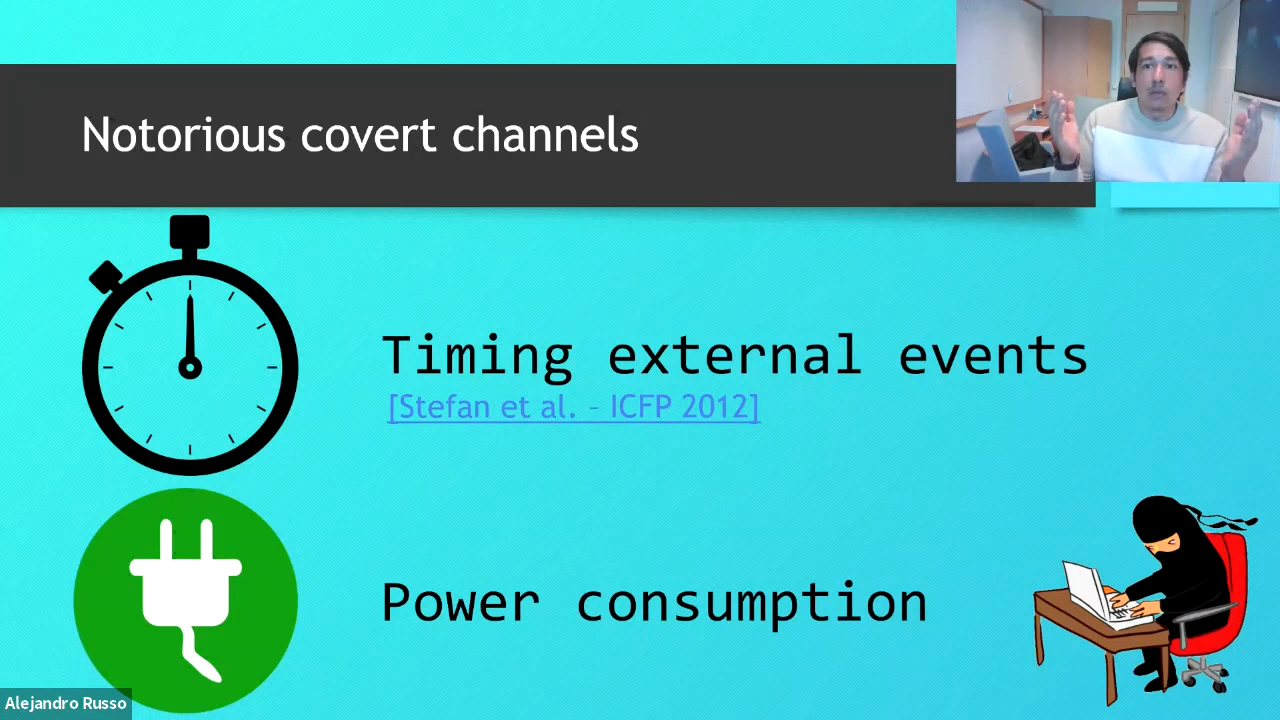 Notorious covert channels
Timing external events
[Stefan et al. – ICFP 2012]
Power consumption
Alejandro Russo